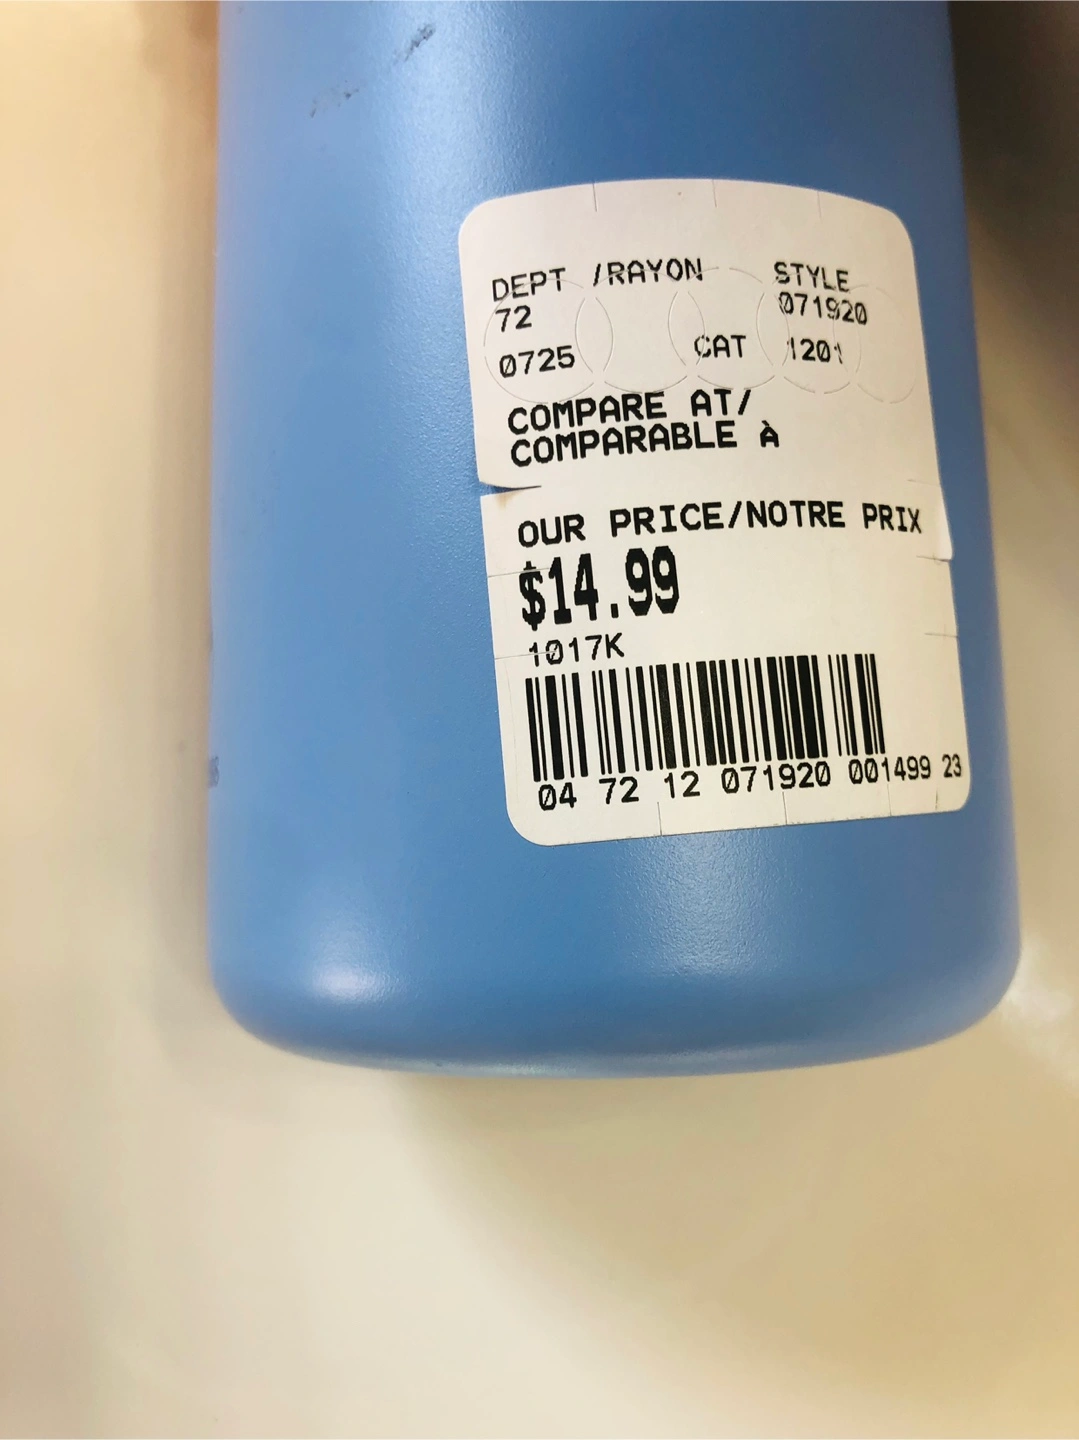 DEPT /RAYON STYLE
72 071920
0725 CAT 1201
COMPARE AT/
COMPARABLE À
OUR PRICE/NOTRE PRIX
$14.99
1017K
04 72 12 071920 001499 23